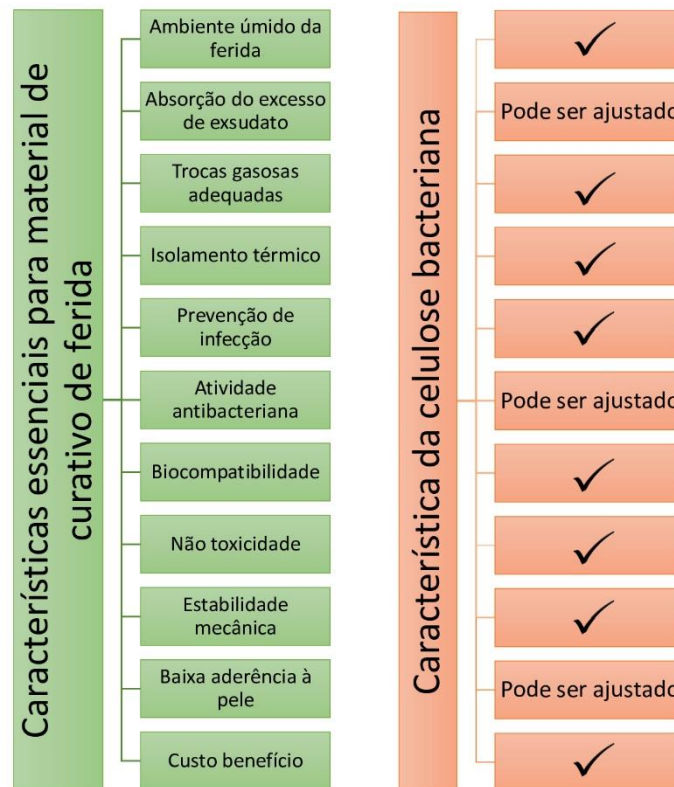 Características essenciais para material de
curativo de ferida
Ambiente úmido da
ferida
Absorção do excesso
de exsudato
Trocas gasosas
adequadas
Isolamento térmico
Prevenção de
infecção
Atividade
antibacteriana
Biocompatibilidade
Não toxicidade
Estabilidade
mecânica
Baixa aderência à
pele
Custo benefício
Característica da celulose bacteriana
✓
Pode ser ajustado
✓
✓
✓
Pode ser ajustado
✓
✓
✓
Pode ser ajustado
✓